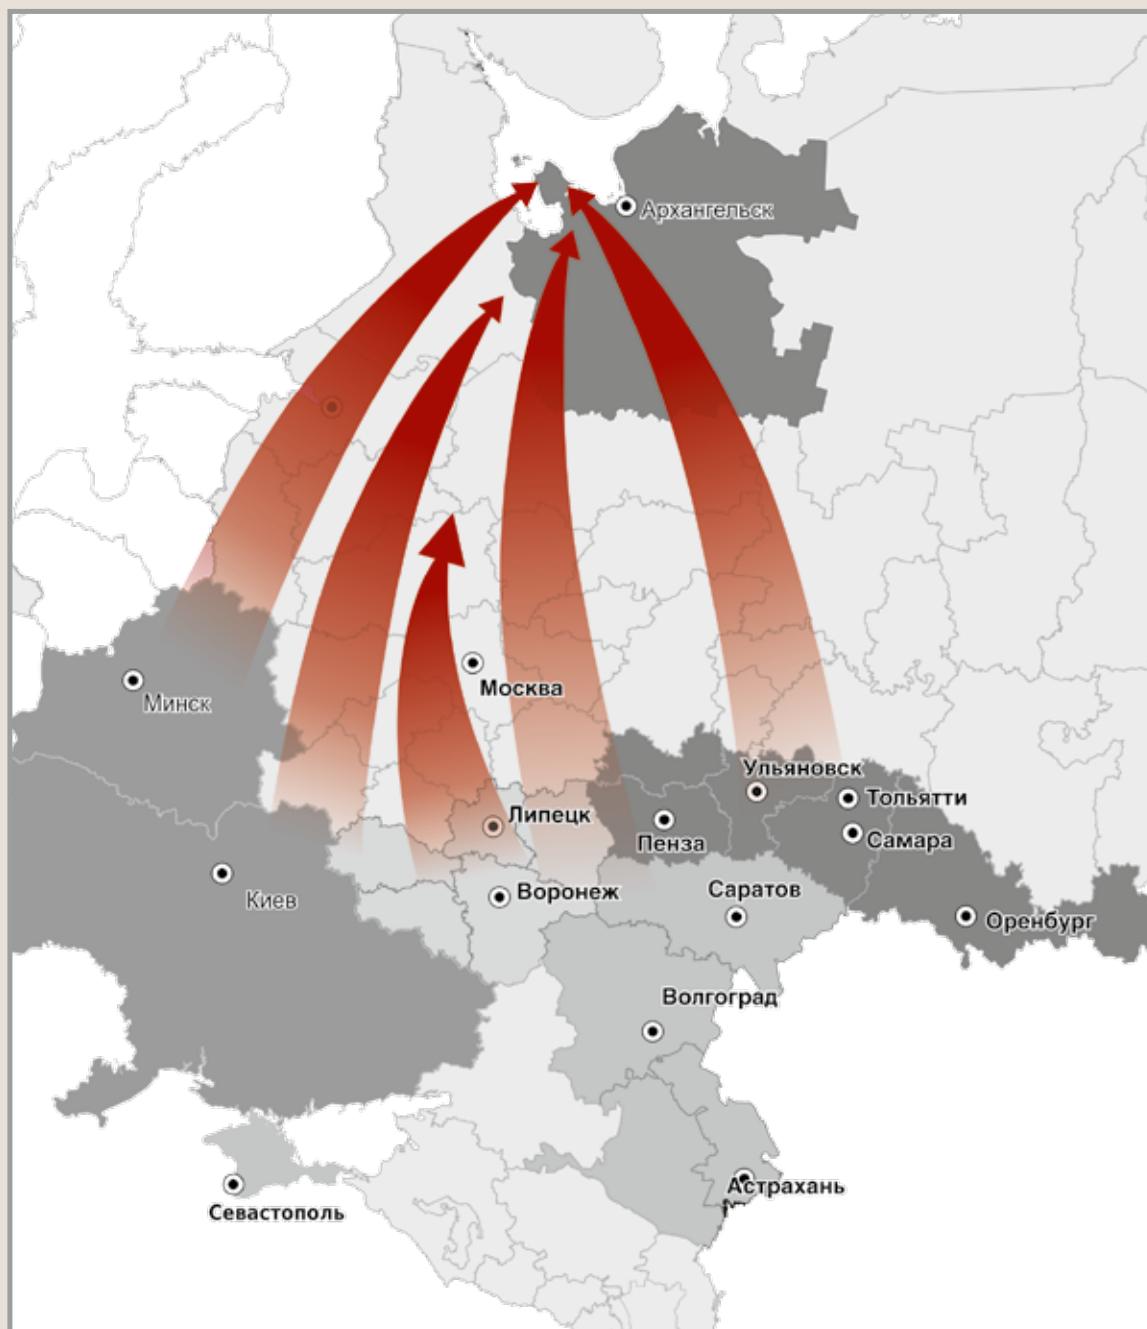 Архангельск
Москва
Минск
Ульяновск
Тольятти
Липецк
Пенза
Самара
Киев
Воронеж
Саратов
Оренбург
Волгоград
Астрахань
Севастополь